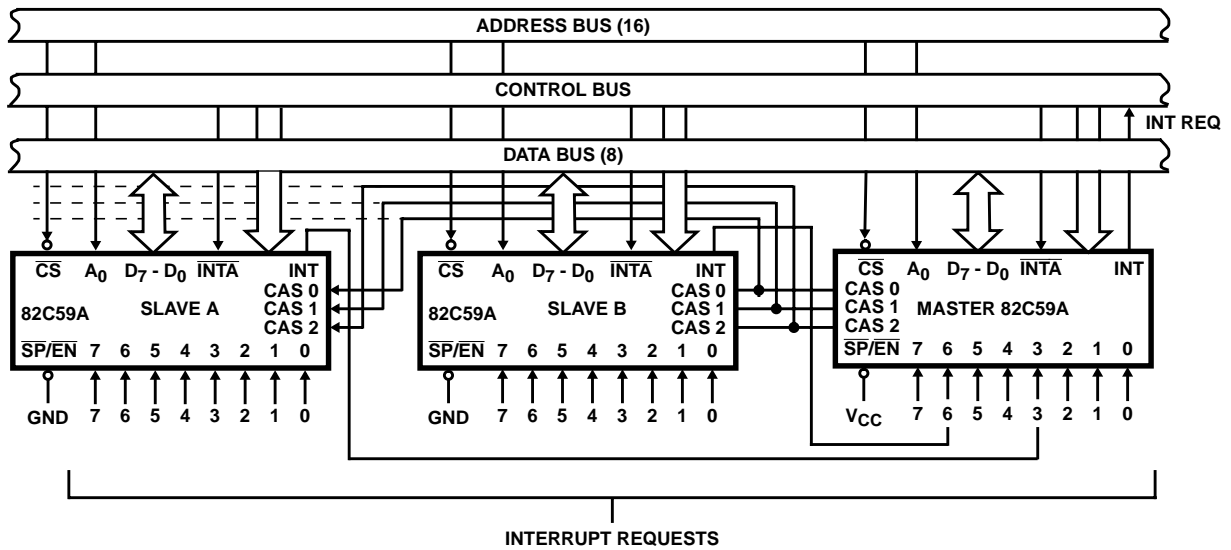 ADDRESS BUS (16)
CONTROL BUS
INT REQ
DATA BUS (8)
CS A0 D7 - D0 INTA INT
CAS 0
82C59A SLAVE A CAS 1
CAS 2
SP/EN 7 6 5 4 3 2 1 0
GND 7 6 5 4 3 2 1 0
CS A0 D7 - D0 INTA INT
CAS 0
82C59A SLAVE B CAS 1
CAS 2
SP/EN 7 6 5 4 3 2 1 0
GND 7 6 5 4 3 2 1 0
CS A0 D7 - D0 INTA INT
CAS 0
CAS 1 MASTER 82C59A
CAS 2
SP/EN 7 6 5 4 3 2 1 0
VCC 7 6 5 4 3 2 1 0
INTERRUPT REQUESTS